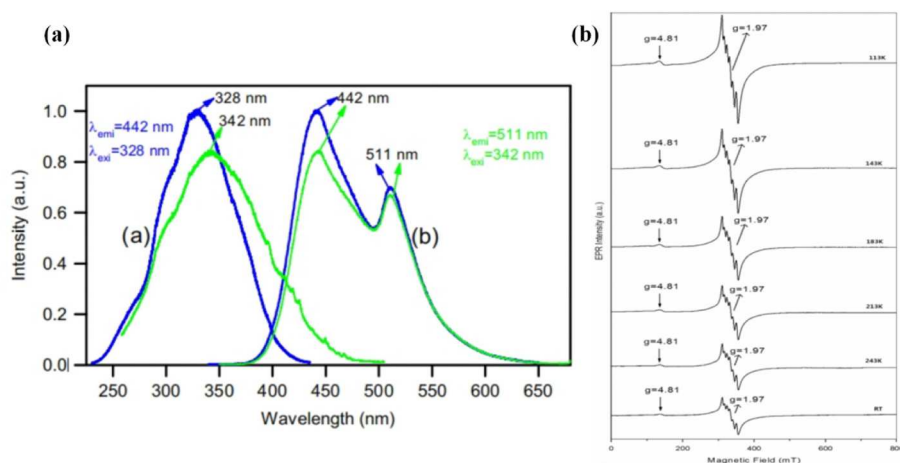 (a)
328 nm
342 nm
442 nm
511 nm
λemi=442 nm
λexi=328 nm
λemi=511 nm
λexi=342 nm
(a)
(b)
Intensity (a.u.)
1.0
0.8
0.6
0.4
0.2
0.0
250 300 350 400 450 500 550 600 650
Wavelength (nm)
(b)
EPR Intensity (a.u.)
g=4.81 g=1.97 113K
g=4.81 g=1.97 143K
g=4.81 g=1.97 183K
g=4.81 g=1.97 213K
g=4.81 g=1.97 243K
g=4.81 g=1.97 RT
0 200 400 600 800
Magnetic Field (mT)